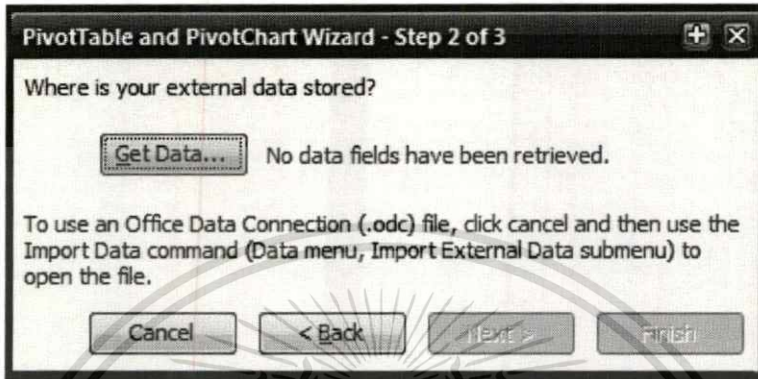 PivotTable and PivotChart Wizard - Step 2 of 3
Where is your external data stored?
Get Data... No data fields have been retrieved.
To use an Office Data Connection (.odc) file, click cancel and then use the
Import Data command (Data menu, Import External Data submenu) to
open the file.
Cancel < Back Next > Finish